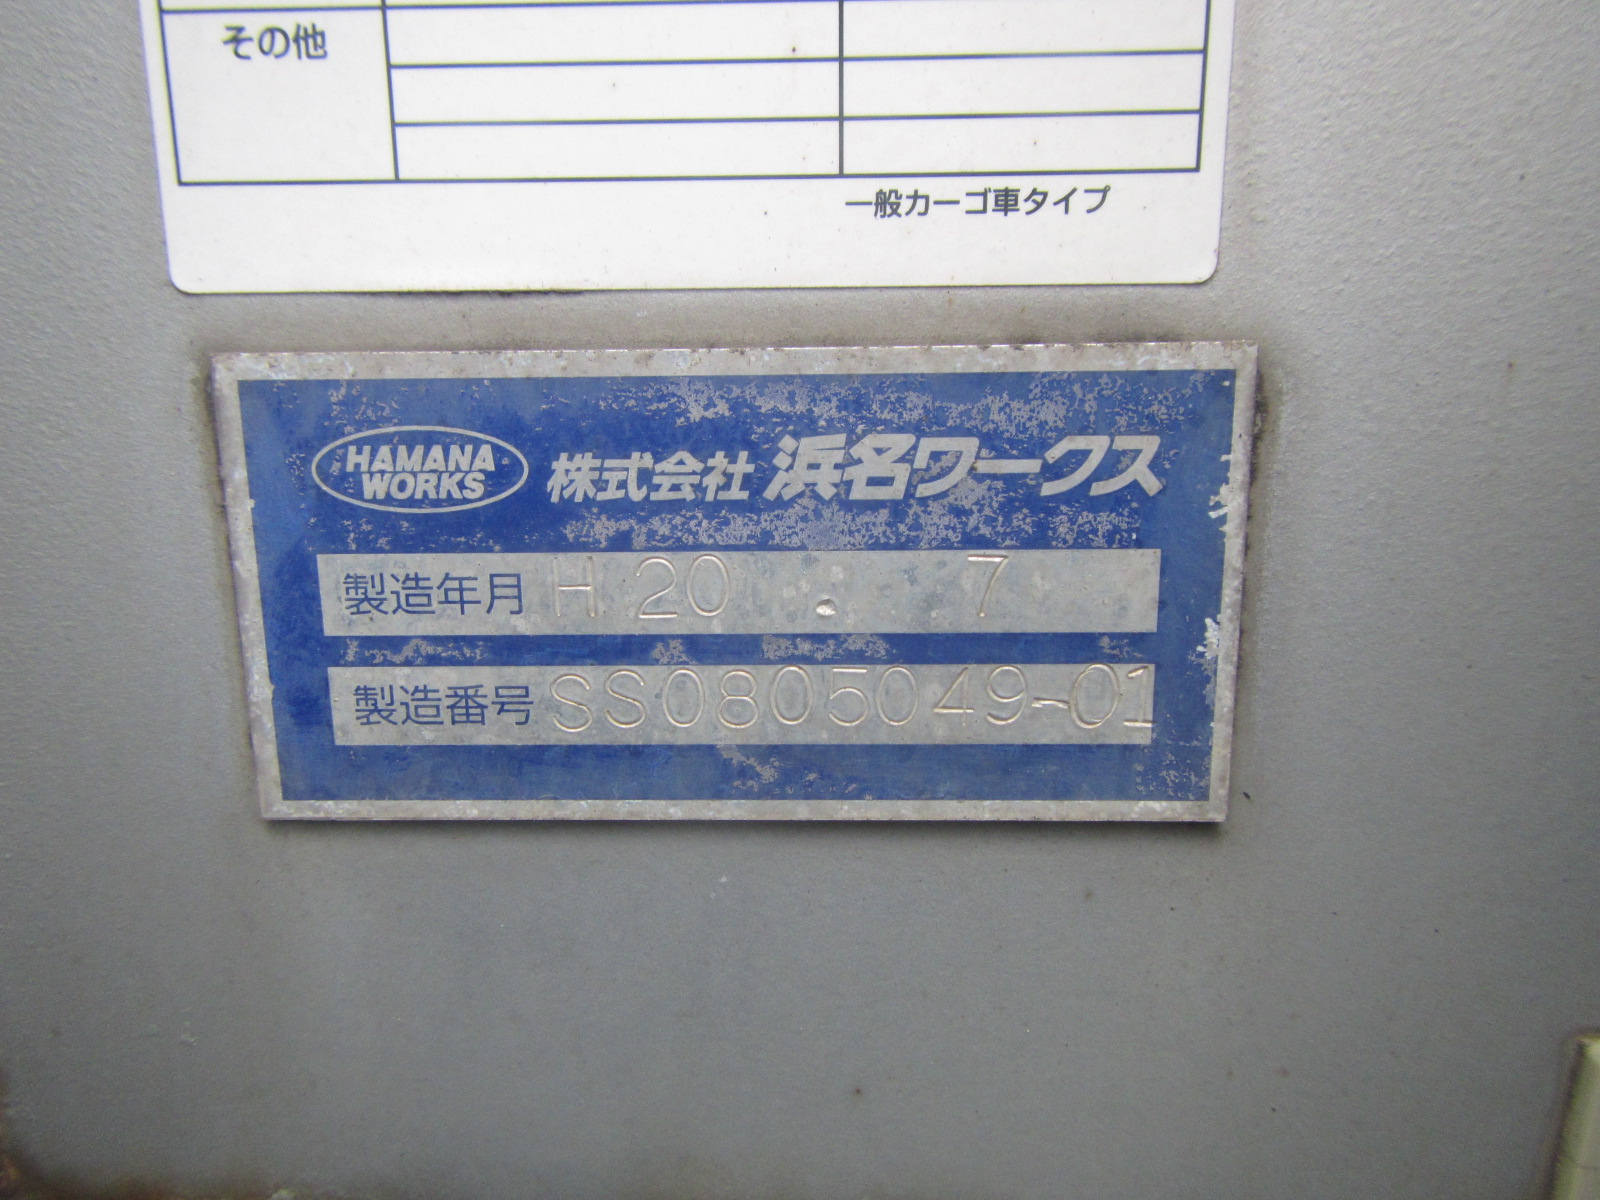 その他
一般カーゴ車タイプ
HAMANA
WORKS
株式会社 浜名ワークス
製造年月 H 20 . 7
製造番号 SS0805049-01